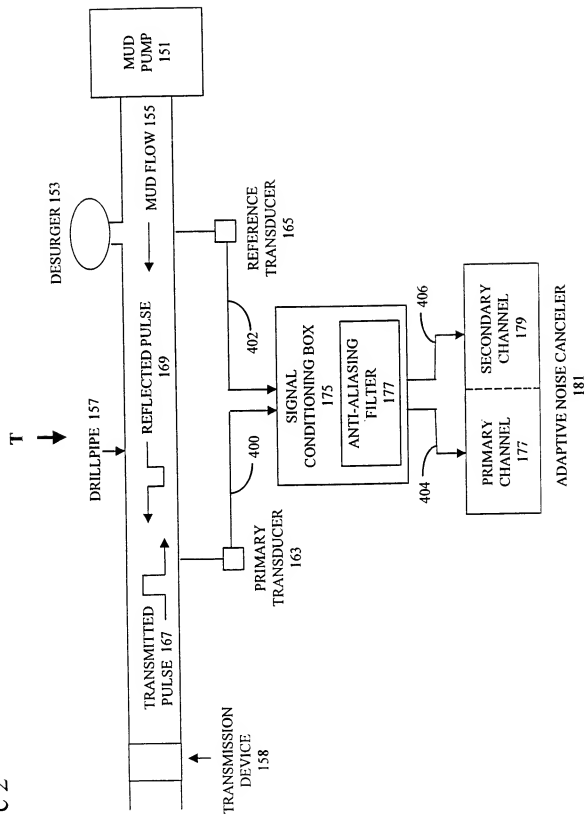 T
DESURGER 153
MUD
PUMP
151
DRILLPIPE 157
REFLECTED PULSE
169
MUD FLOW 155
TRANSMITTED
PULSE 167
TRANSMISSION
DEVICE
158
PRIMARY
TRANSDUCER
163
REFERENCE
TRANSDUCER
165
400
402
SIGNAL
CONDITIONING BOX
175
ANTI-ALIASING
FILTER
177
404
406
PRIMARY
CHANNEL
177
SECONDARY
CHANNEL
179
ADAPTIVE NOISE CANCELER
181